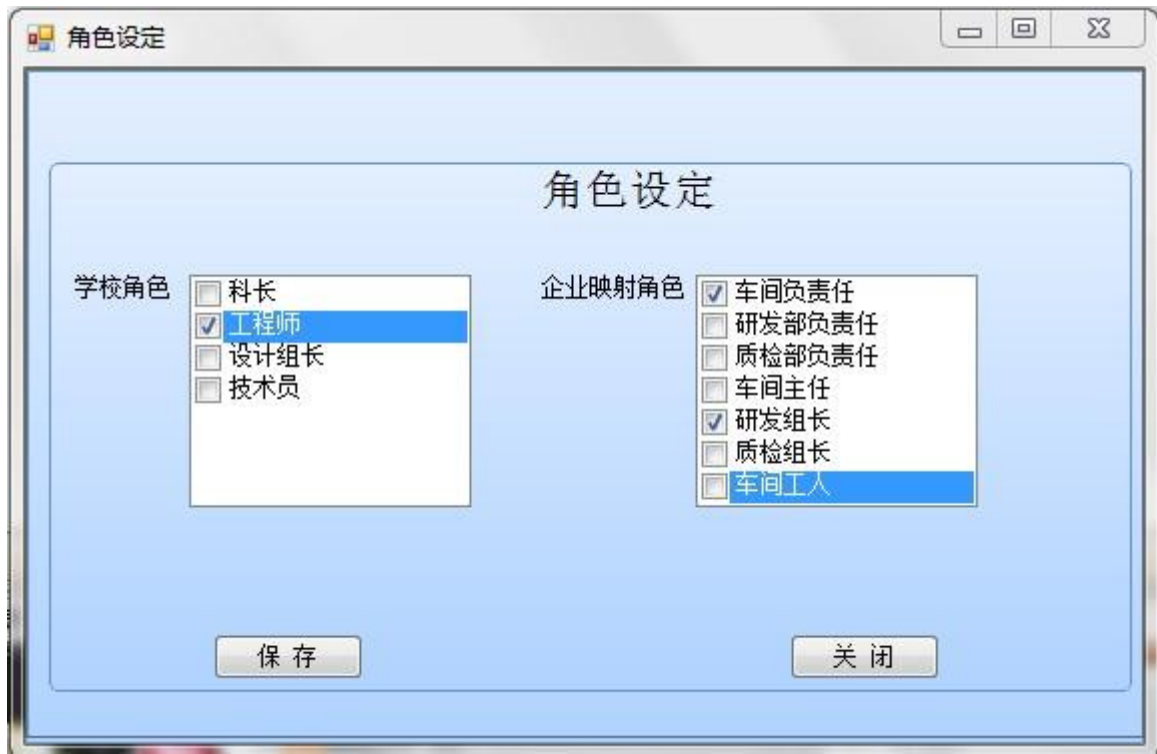 角色设定
角色设定
学校角色
科长
工程师
设计组长
技术员
企业映射角色
车间负责任
研发部负责任
质检部负责任
车间主任
研发组长
质检组长
车间工人
保 存
关 闭